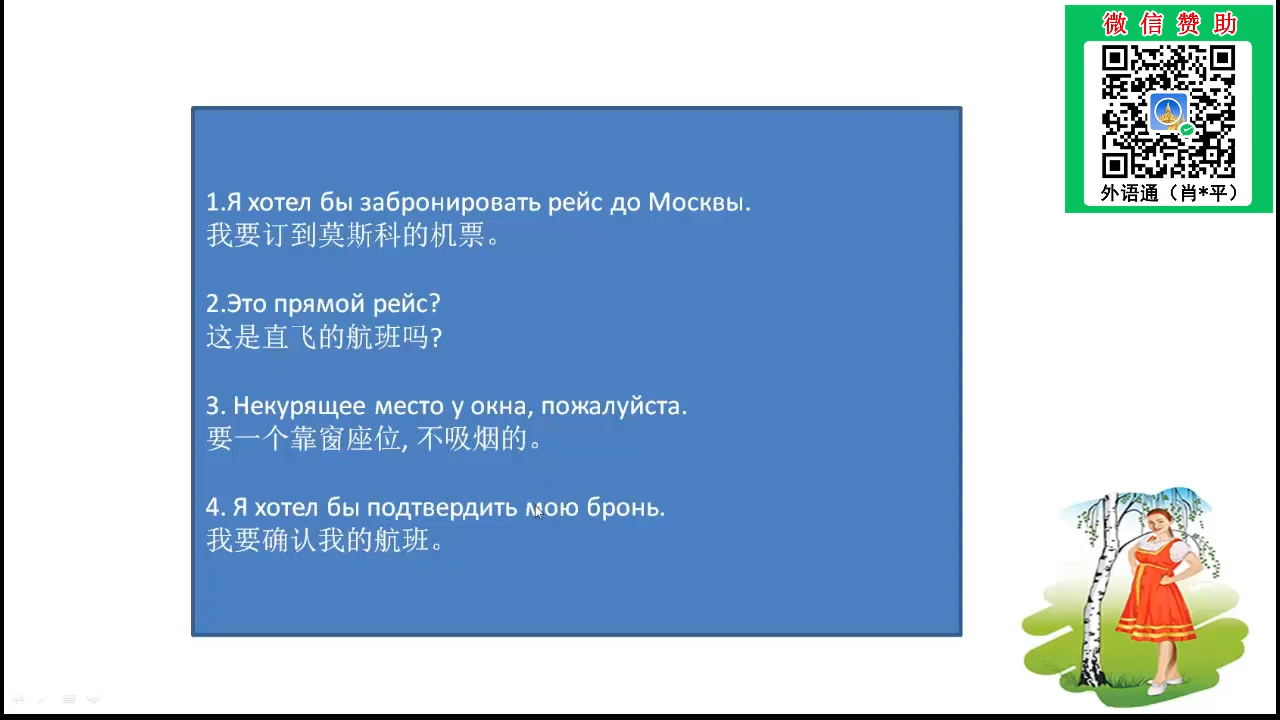 微信赞助
外语通（肖*平）
1.Я хотел бы забронировать рейс до Москвы.
我要订到莫斯科的机票。
2.Это прямой рейс?
这是直飞的航班吗?
3. Некурящее место у окна, пожалуйста.
要一个靠窗座位, 不吸烟的。
4. Я хотел бы подтвердить мою бронь.
我要确认我的航班。